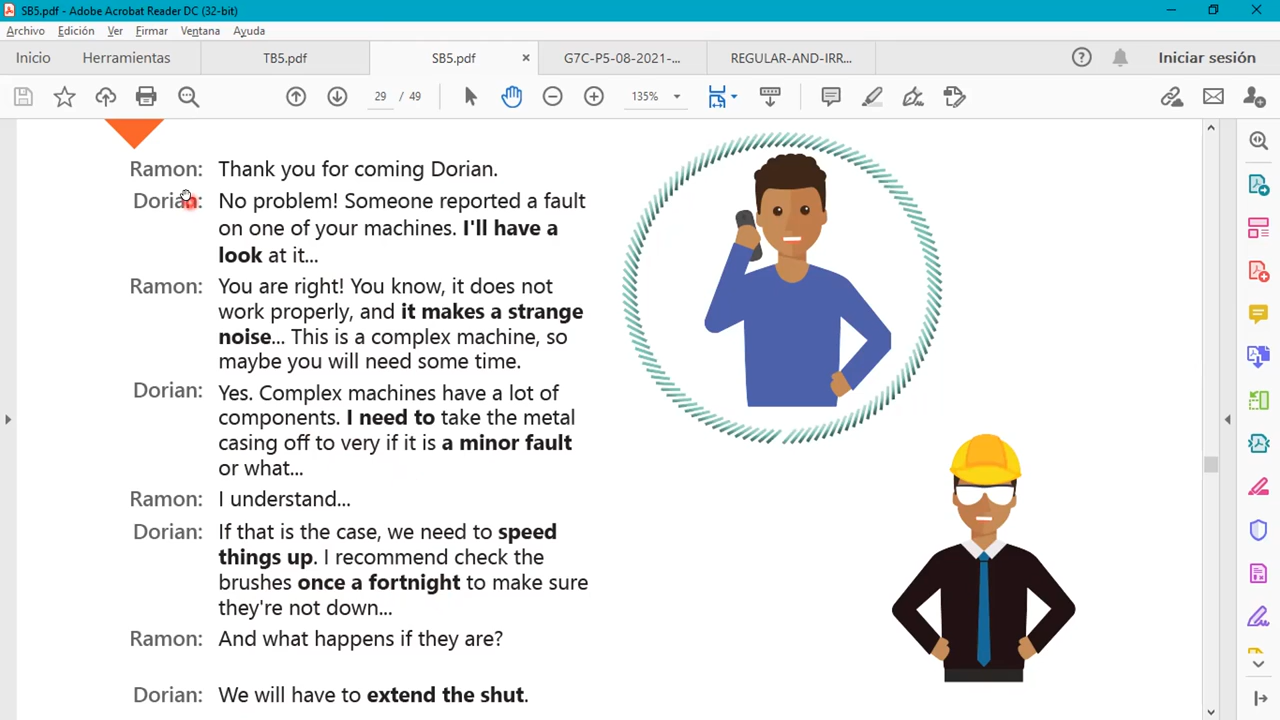 SB5.pdf - Adobe Acrobat Reader DC (32-bit)
Archivo Edición Ver Firmar Ventana Ayuda
Inicio Herramientas TB5.pdf SB5.pdf × G7C-P5-08-2021-... REGULAR-AND-IRR... Iniciar sesión
29 / 49 135%
Ramon: Thank you for coming Dorian.
Dorian: No problem! Someone reported a fault
on one of your machines. I'll have a
look at it...
Ramon: You are right! You know, it does not
work properly, and it makes a strange
noise... This is a complex machine, so
maybe you will need some time.
Dorian: Yes. Complex machines have a lot of
components. I need to take the metal
casing off to very if it is a minor fault
or what...
Ramon: I understand...
Dorian: If that is the case, we need to speed
things up. I recommend check the
brushes once a fortnight to make sure
they're not down...
Ramon: And what happens if they are?
Dorian: We will have to extend the shut.